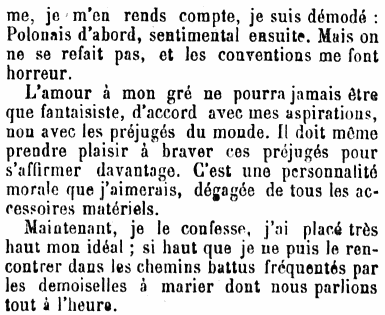 me, je m'en rends compte, je suis démodé :
Polonais d'abord, sentimental ensuite. Mais on
ne se refait pas, et les conventions me font
horreur.
L'amour à mon gré ne pourra jamais être
que fantaisiste, d'accord avec mes aspirations,
non avec les préjugés du monde. Il doit même
prendre plaisir à braver ces préjugés pour
s'affirmer davantage. C'est une personnalité
morale que j'aimerais, dégagée de tous les ac-
cessoires matériels.
Maintenant, je le confesse, j'ai placé très
haut mon idéal ; si haut que je ne puis le ren-
contrer dans les chemins battus fréquentés par
les demoiselles à marier dont nous parlions
tout à l'heure.